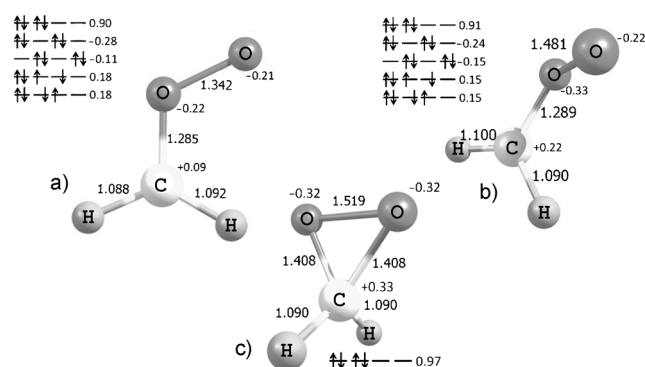 0.90
-0.28
-0.11
0.18
0.18
O
-0.21
1.342
O
-0.22
1.285
+0.09
C
1.088
1.092
H
H
a)
0.91
-0.24
-0.15
0.15
0.15
1.481
O
-0.22
O
-0.33
1.289
1.100
H
C
+0.22
1.090
H
b)
-0.32
-0.32
1.519
O
O
1.408
1.408
C
+0.33
1.090
1.090
H
H
c)
0.97